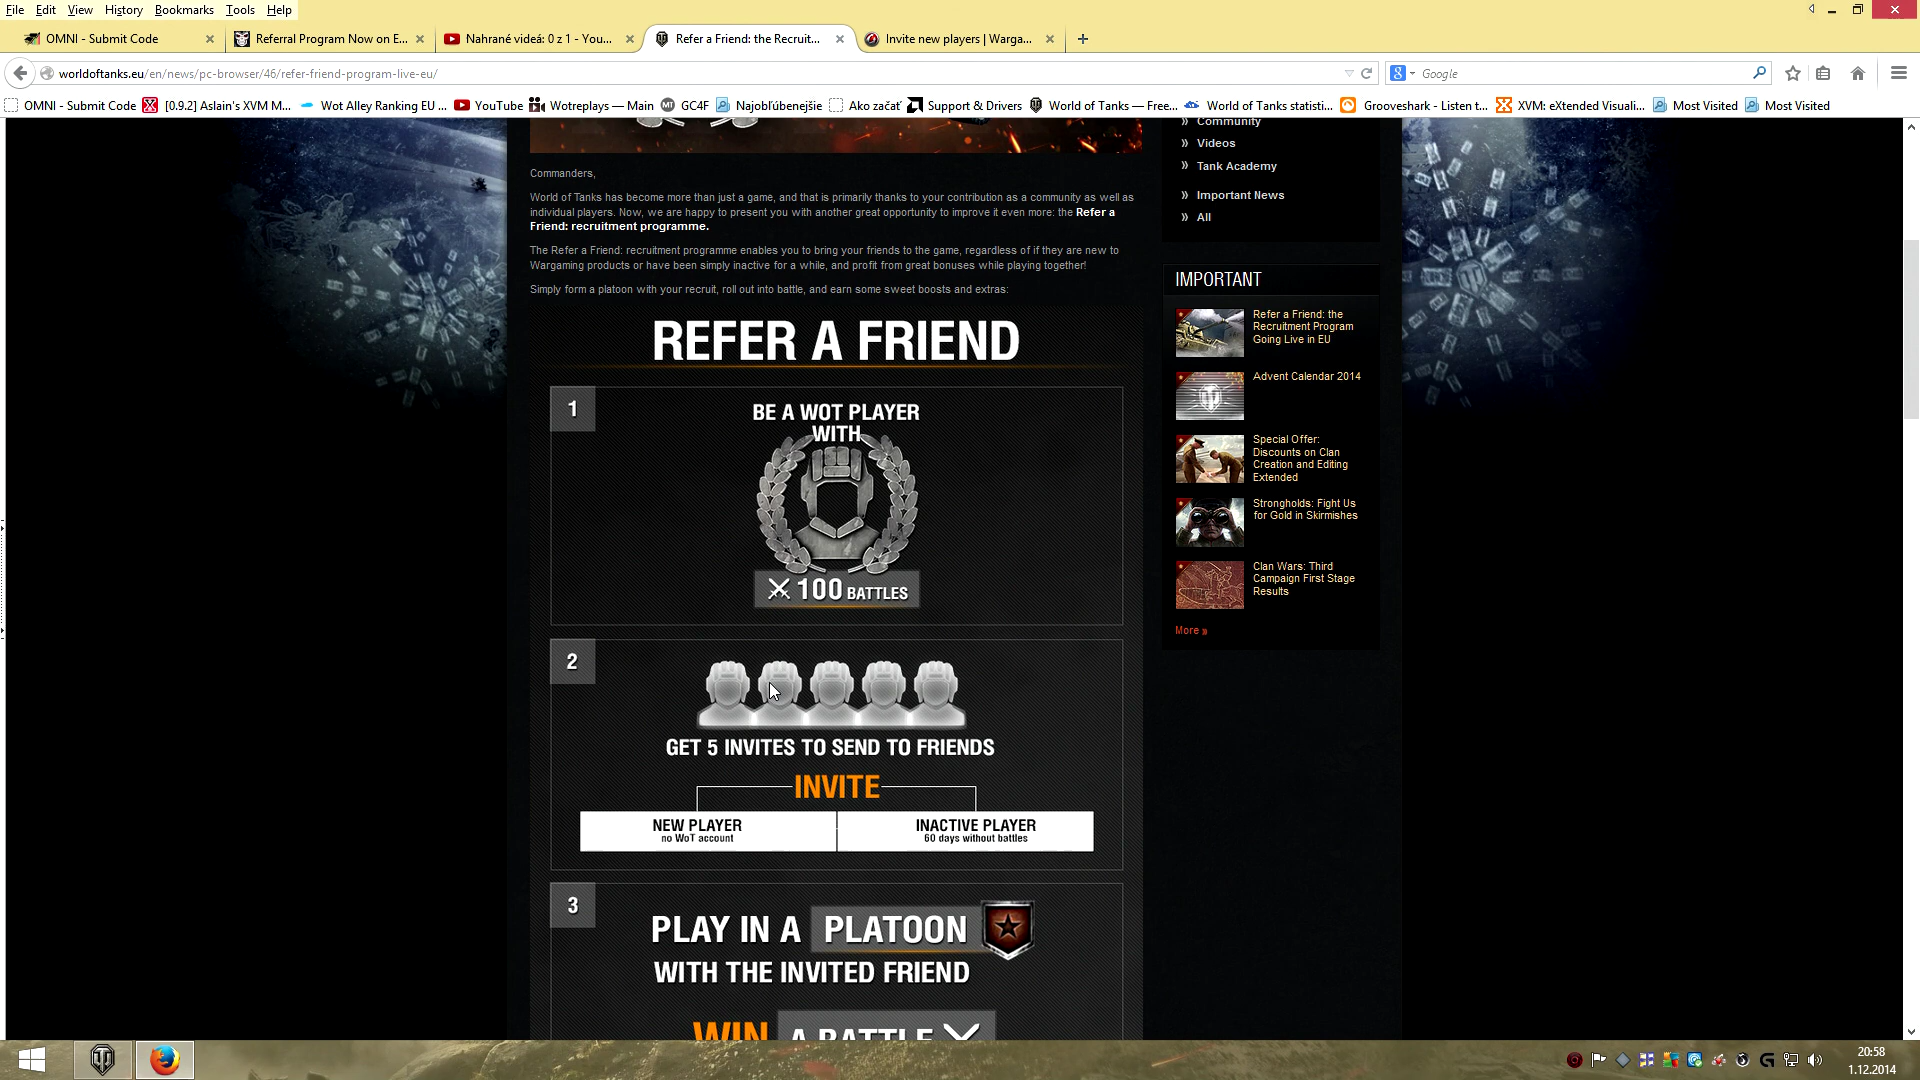 File Edit View History Bookmarks Tools Help
OMNI - Submit Code
Referral Program Now on E...
Nahrané videá: 0 z 1 - You...
Refer a Friend: the Recruit...
Invite new players | Warga...
worldoftanks.eu/en/news/pc-browser/46/refer-friend-program-live-eu/
Google
OMNI - Submit Code [0.9.2] Aslain's XVM M... Wot Alley Ranking EU ... YouTube Wotreplays — Main GC4F Najobľúbenejšie Ako začať Support & Drivers World of Tanks — Free... World of Tanks statisti... Grooveshark - Listen t... XVM: eXtended Visuali... Most Visited Most Visited
Commanders,
World of Tanks has become more than just a game, and that is primarily thanks to your contribution as a community as well as
individual players. Now, we are happy to present you with another great opportunity to improve it even more: the Refer a
Friend: recruitment programme.
The Refer a Friend: recruitment programme enables you to bring your friends to the game, regardless of if they are new to
Wargaming products or have been simply inactive for a while, and profit from great bonuses while playing together!
Simply form a platoon with your recruit, roll out into battle, and earn some sweet boosts and extras:
REFER A FRIEND
1
BE A WOT PLAYER
WITH
100 BATTLES
2
GET 5 INVITES TO SEND TO FRIENDS
INVITE
NEW PLAYER
no WoT account
INACTIVE PLAYER
60 days without battles
3
PLAY IN A PLATOON
WITH THE INVITED FRIEND
WIN A BATTLE
» Community
» Videos
» Tank Academy
» Important News
» All
IMPORTANT
Refer a Friend: the
Recruitment Program
Going Live in EU
Advent Calendar 2014
Special Offer:
Discounts on Clan
Creation and Editing
Extended
Strongholds: Fight Us
for Gold in Skirmishes
Clan Wars: Third
Campaign First Stage
Results
More »
20:58
1.12.2014